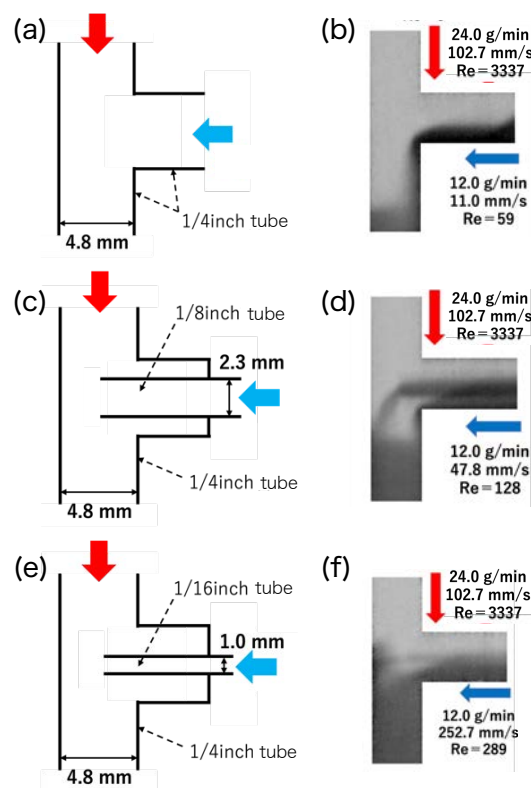 (a)
1/4inch tube
4.8 mm
(b)
24.0 g/min
102.7 mm/s
Re=3337
12.0 g/min
11.0 mm/s
Re=59
(c)
1/8inch tube
2.3 mm
1/4inch tube
4.8 mm
(d)
24.0 g/min
102.7 mm/s
Re=3337
12.0 g/min
47.8 mm/s
Re=128
(e)
1/16inch tube
1.0 mm
1/4inch tube
4.8 mm
(f)
24.0 g/min
102.7 mm/s
Re=3337
12.0 g/min
252.7 mm/s
Re=289